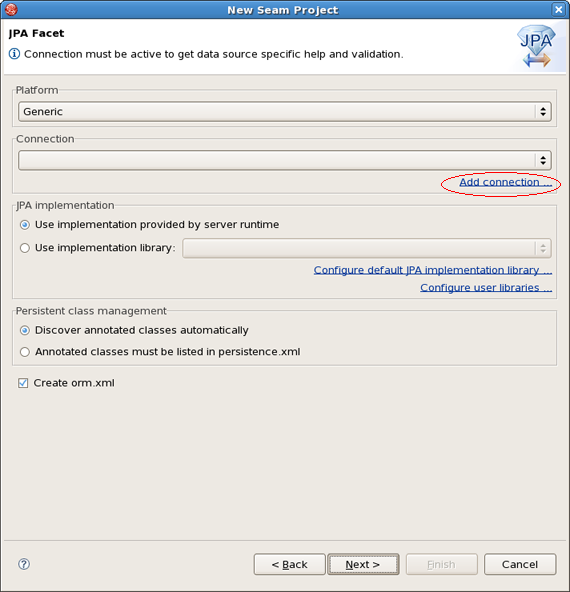 New Seam Project
JPA Facet
Connection must be active to get data source specific help and validation.
JPA
Platform
Generic
Connection
Add connection ...
JPA implementation
Use implementation provided by server runtime
Use implementation library:
Configure default JPA implementation library ...
Configure user libraries ...
Persistent class management
Discover annotated classes automatically
Annotated classes must be listed in persistence.xml
Create orm.xml
? < Back Next > Finish Cancel